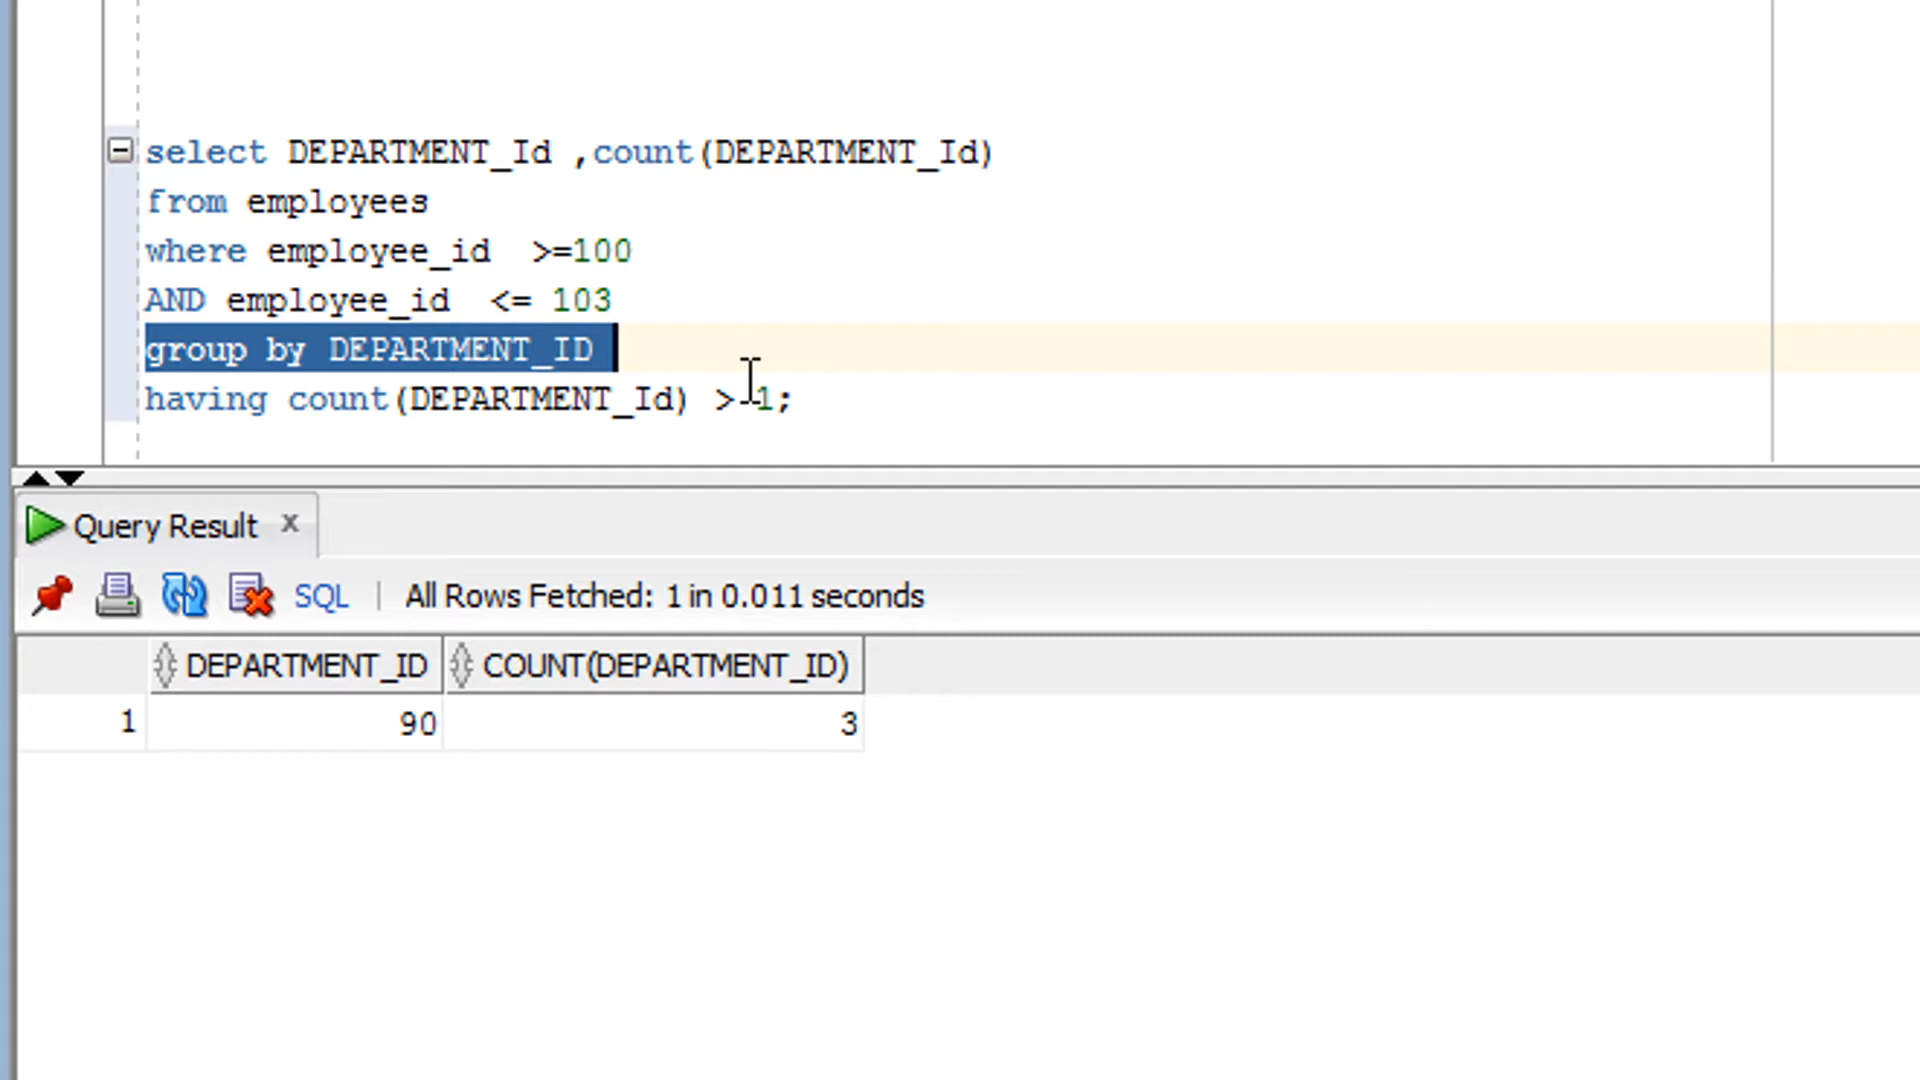 select DEPARTMENT_Id ,count(DEPARTMENT_Id)
from employees
where employee_id  >=100
AND employee_id  <= 103
group by DEPARTMENT_ID
having count(DEPARTMENT_Id) > 1;
Query Result x
SQL | All Rows Fetched: 1 in 0.011 seconds
DEPARTMENT_ID COUNT(DEPARTMENT_ID)
1 90 3